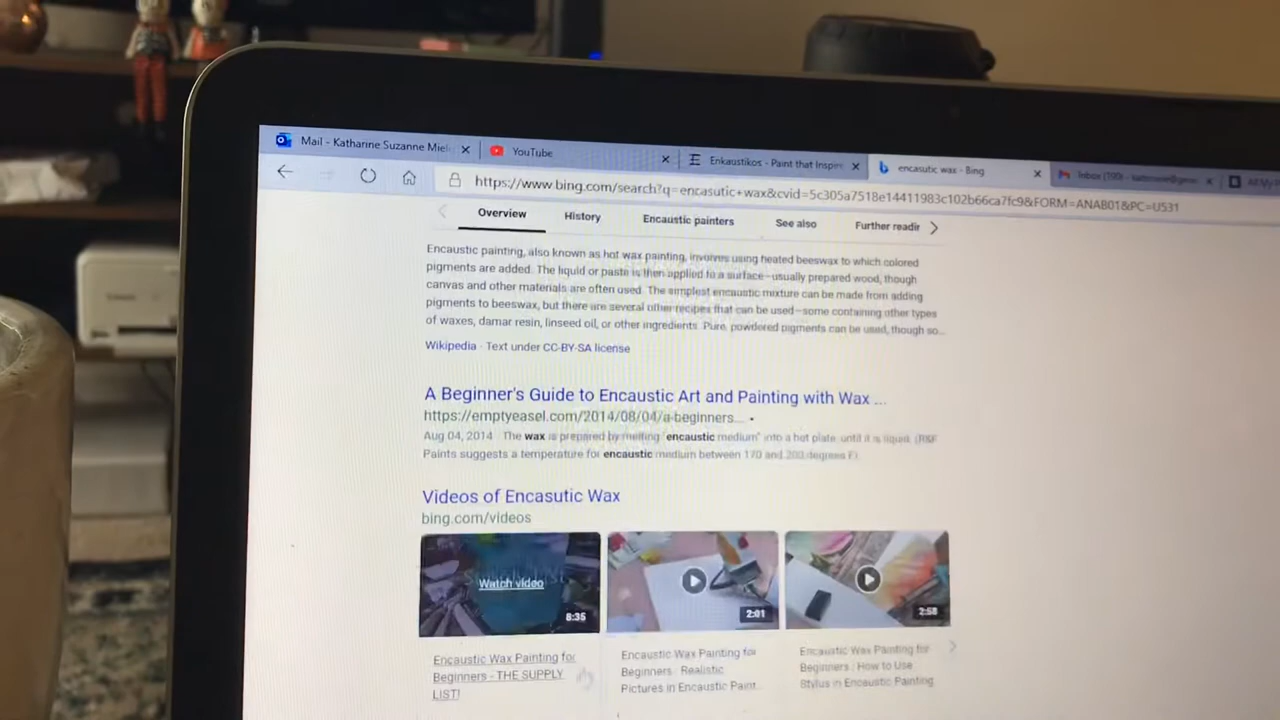 Mail - Katharine Suzanne Miel
YouTube
Enkaustikos - Paint that Inspire
encasutic wax - Bing
Inbox (190)
https://www.bing.com/search?q=encasutic+wax&cvid=5c305a7518e14411983c102b66ca7fc9&FORM=ANAB01&PC=U531
Overview
History
Encaustic painters
See also
Further readir
Encaustic painting, also known as hot wax painting, involves using heated beeswax to which colored
pigments are added. The liquid or paste is then applied to a surface—usually prepared wood, though
canvas and other materials are often used. The simplest encaustic mixture can be made from adding
pigments to beeswax, but there are several other recipes that can be used—some containing other types
of waxes, damar resin, linseed oil, or other ingredients. Pure, powdered pigments can be used, though so…
Wikipedia · Text under CC-BY-SA license
A Beginner's Guide to Encaustic Art and Painting with Wax ...
https://emptyeasel.com/2014/08/04/a-beginners...
Aug 04, 2014 · The wax is prepared by melting "encaustic medium" into a hot plate, until it is liquid. (R&F
Paints suggests a temperature for encaustic medium between 170 and 200 degrees F).
Videos of Encasutic Wax
bing.com/videos
Watch video
8:35
2:01
2:58
Encaustic Wax Painting for
Beginners - THE SUPPLY
LIST!
Encaustic Wax Painting for
Beginners : Realistic
Pictures in Encaustic Paint...
Encaustic Wax Painting for
Beginners : How to Use
Stylus in Encaustic Painting